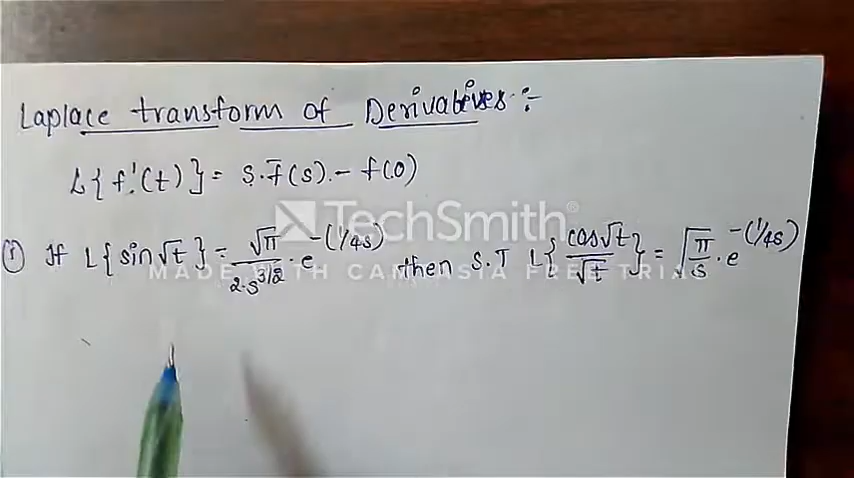 Laplace transform of Derivatives :-
L{f'(t)} = s.f̄(s) - f(0)
TechSmith®
① If L{sin√t} = √π/2.s^3/2 . e^-(1/4s) then S.T L{cos√t/√t} = √π/s . e^-(1/4s)
MADE WITH CAMTASIA FREE TRIAL